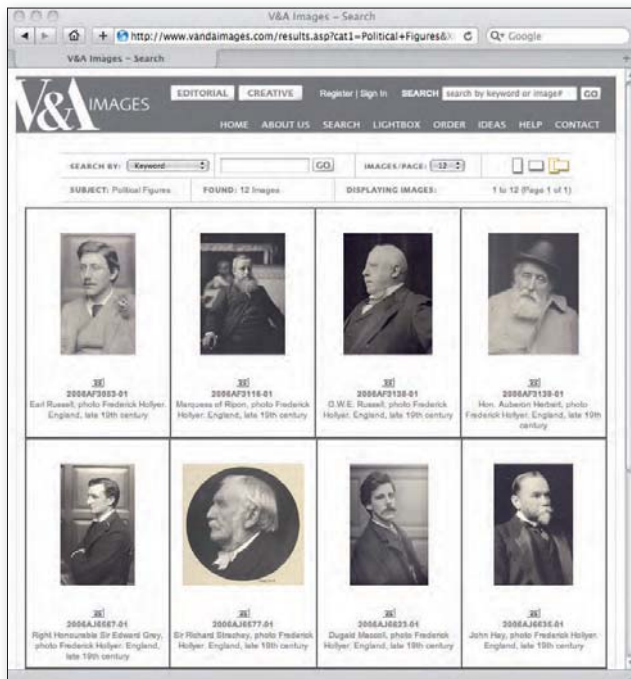 V&A Images – Search
http://www.vandaimages.com/results.asp?cat1=Political+Figures&X
Google
V&A Images – Search
V&A IMAGES
EDITORIAL CREATIVE Register | Sign In SEARCH search by keyword or image# GO
HOME ABOUT US SEARCH LIGHTBOX ORDER IDEAS HELP CONTACT
SEARCH BY: Keyword GO IMAGES/PAGE: 12
SUBJECT: Political Figures FOUND: 12 Images DISPLAYING IMAGES: 1 to 12 (Page 1 of 1)
2006AF3053-01
Earl Russell, photo Frederick Hollyer.
England, late 19th century
2006AF3116-01
Marquess of Ripon, photo Frederick
Hollyer. England, late 19th century
2006AF3138-01
O.W.E. Russell, photo Frederick
Hollyer. England, late 19th century
2006AF3139-01
Hon. Auberon Herbert, photo
Frederick Hollyer. England, late 19th
century
2006AJ6567-01
Right Honourable Sir Edward Grey,
photo Frederick Hollyer. England,
late 19th century
2006AJ6577-01
Sir Richard Strachey, photo Frederick
Hollyer. England, late 19th century
2006AJ6623-01
Dugald Mascoll, photo Frederick
Hollyer. England, late 19th century
2006AJ6635-01
John Hay, photo Frederick Hollyer.
England, late 19th century